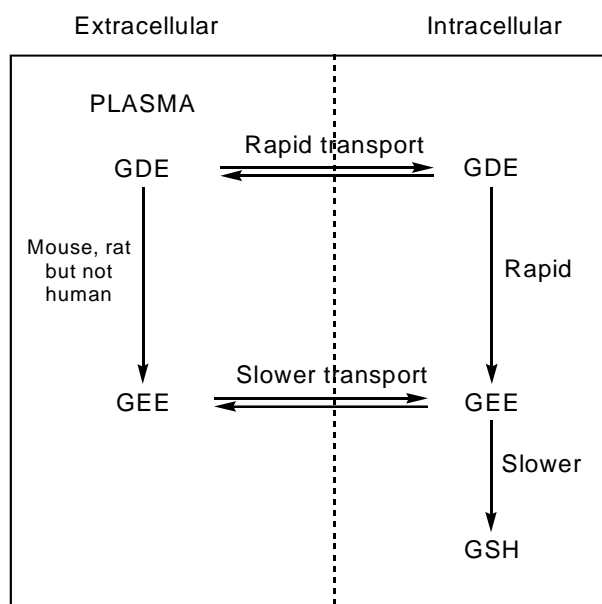 Extracellular
Intracellular
PLASMA
Rapid transport
GDE
GDE
Mouse, rat
but not
human
Rapid
Slower transport
GEE
GEE
Slower
GSH